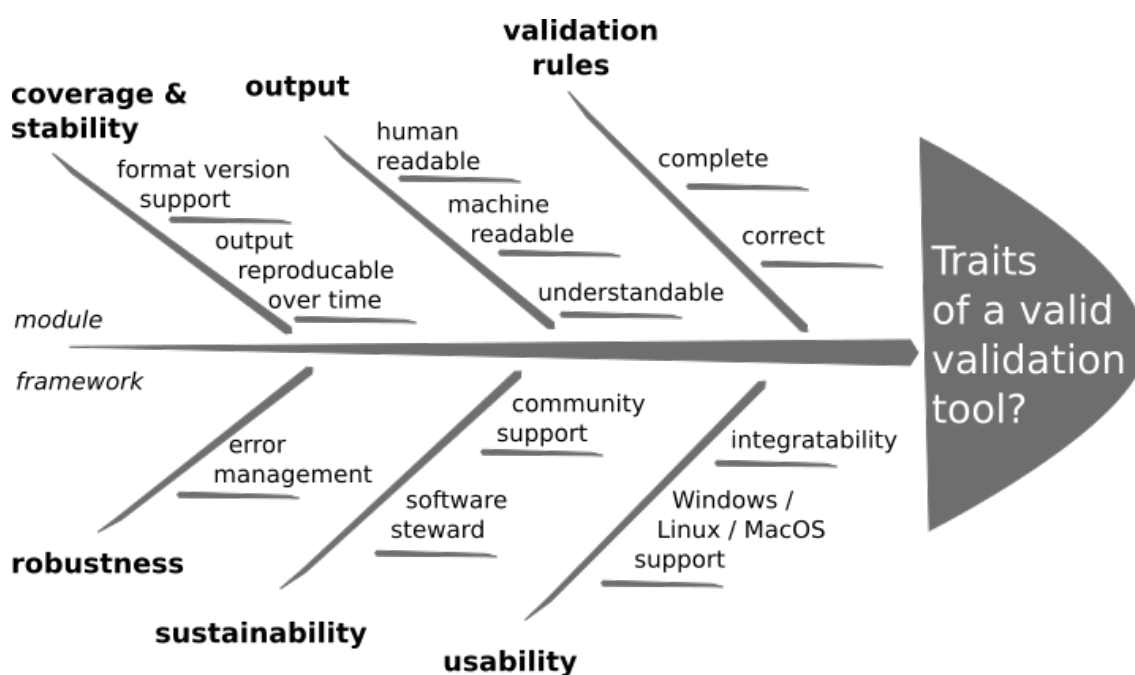 validation
rules
output
coverage &
stability
human
readable
complete
format version
support
machine
readable
correct
output
reproducable
over time
understandable
module
framework
Traits
of a valid
validation
tool?
community
support
integratability
error
management
software
steward
Windows /
Linux / MacOS
support
robustness
sustainability
usability